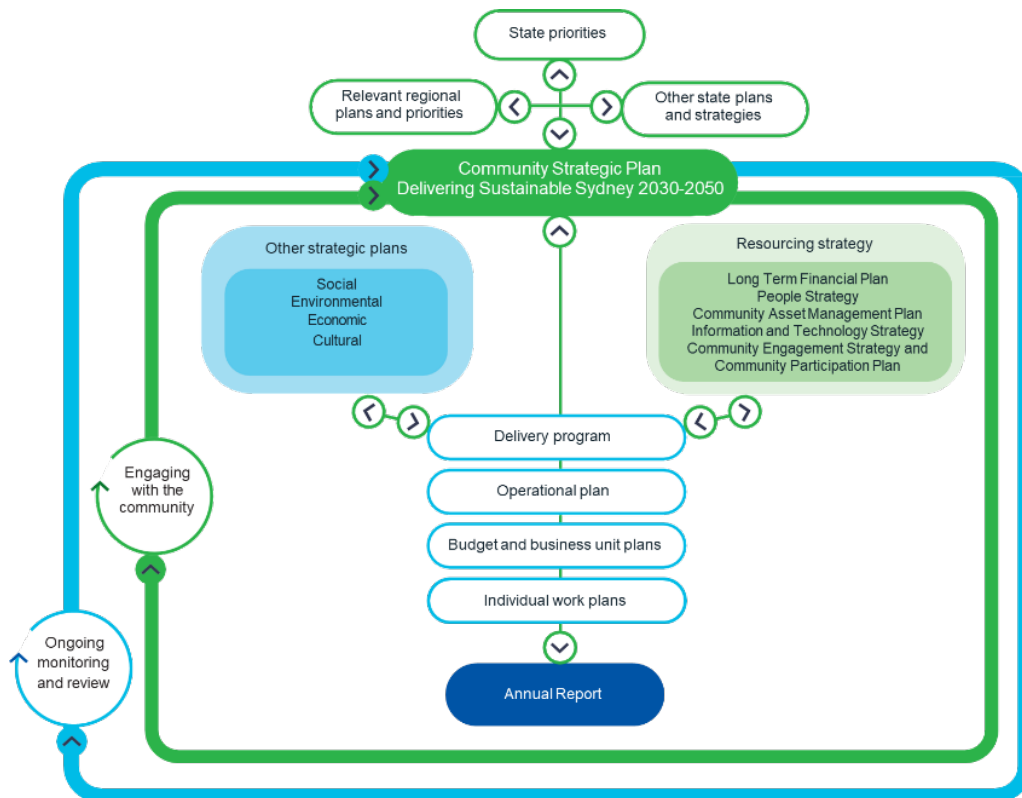 State priorities
Relevant regional
plans and priorities
Other state plans
and strategies
Community Strategic Plan
Delivering Sustainable Sydney 2030-2050
Other strategic plans
Social
Environmental
Economic
Cultural
Resourcing strategy
Long Term Financial Plan
People Strategy
Community Asset Management Plan
Information and Technology Strategy
Community Engagement Strategy and
Community Participation Plan
Delivery program
Operational plan
Budget and business unit plans
Individual work plans
Annual Report
Engaging
with the
community
Ongoing
monitoring
and review